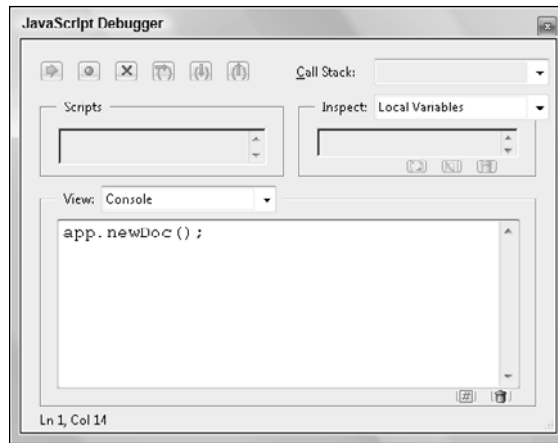 JavaScript Debugger
Call Stack:
Scripts
Inspect: Local Variables
View: Console
app.newDoc();
Ln 1, Col 14